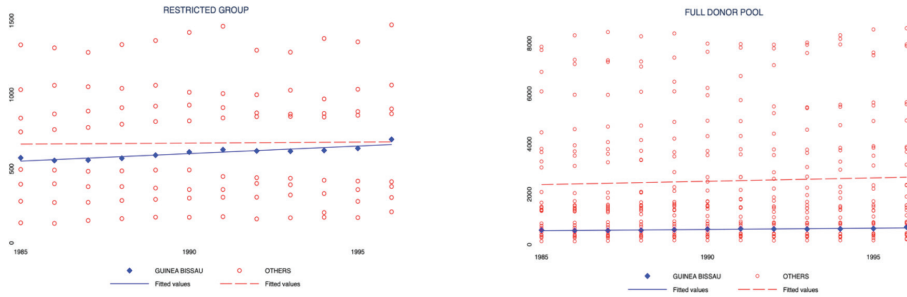 RESTRICTED GROUP
1500
1000
500
0
1985
1990
1995
GUINEA BISSAU
OTHERS
Fitted values
Fitted values
FULL DONOR POOL
8000
6000
4000
2000
0
1985
1990
1995
GUINEA BISSAU
OTHERS
Fitted values
Fitted values